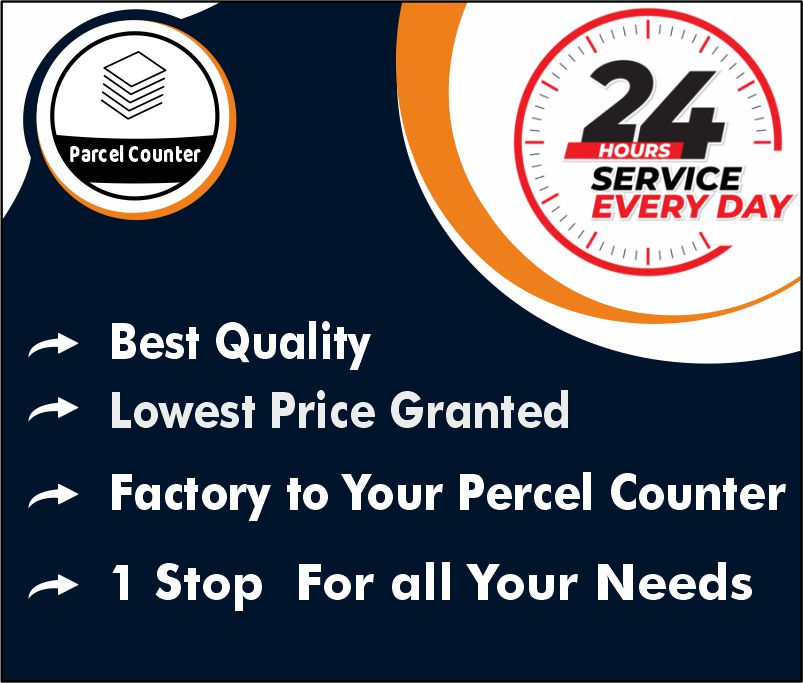 Parcel Counter
24
HOURS
SERVICE
EVERY DAY
Best Quality
Lowest Price Granted
Factory to Your Percel Counter
1 Stop For all Your Needs